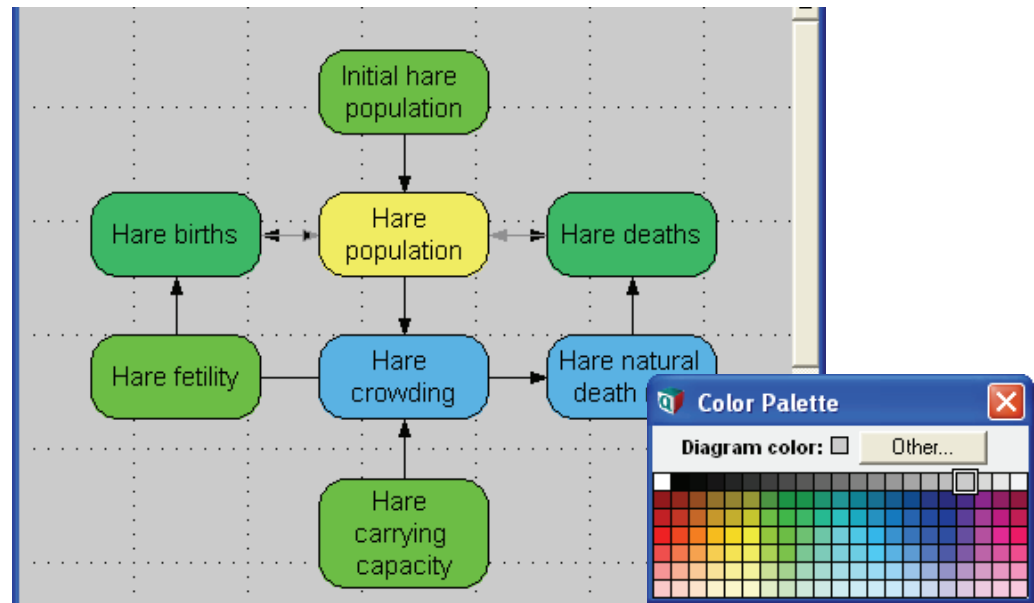 Initial hare
population
Hare births
Hare
population
Hare deaths
Hare fetility
Hare
crowding
Hare natural
death
Hare
carrying
capacity
Color Palette
Diagram color:
Other...